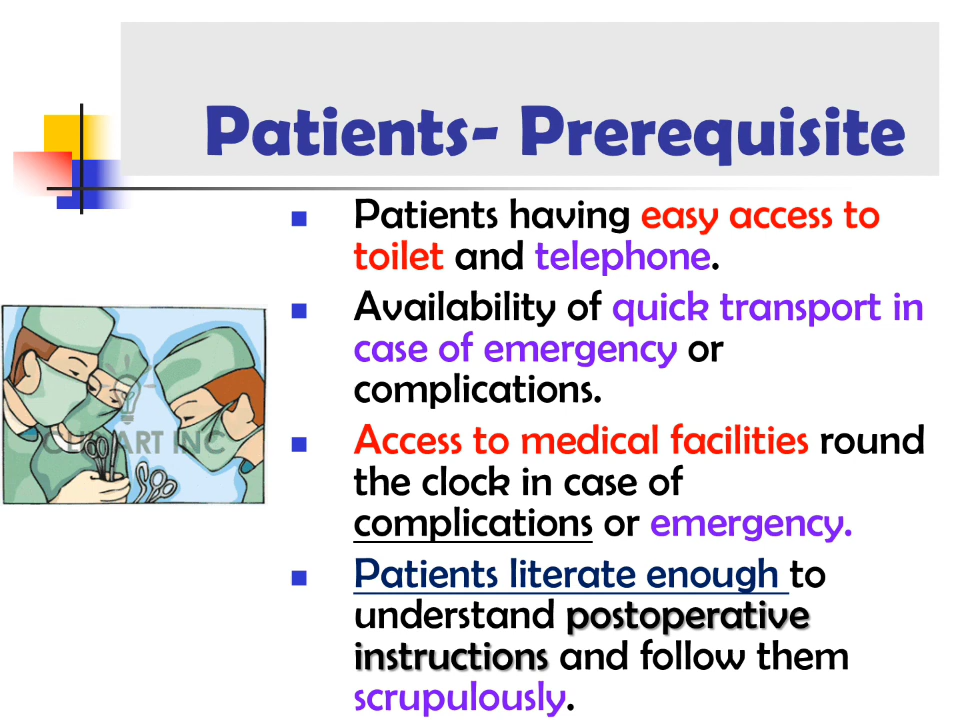 Patients- Prerequisite
Patients having easy access to
toilet and telephone.
Availability of quick transport in
case of emergency or
complications.
Access to medical facilities round
the clock in case of
complications or emergency.
Patients literate enough to
understand postoperative
instructions and follow them
scrupulously.
CLIPART INC